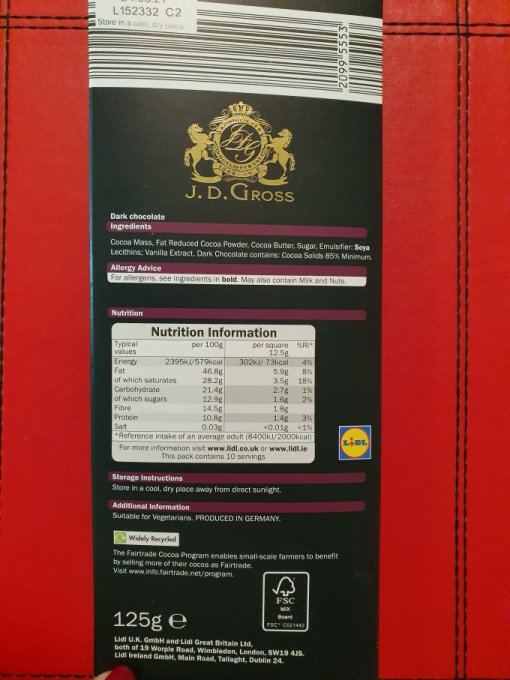 L152332 C2
Store in a cool, dry place
2099 5553
J. D. GROSS
Dark chocolate
Ingredients
Cocoa Mass, Fat Reduced Cocoa Powder, Cocoa Butter, Sugar, Emulsifier: Soya
Lecithins; Vanilla Extract. Dark Chocolate contains: Cocoa Solids 85% Minimum.
Allergy Advice
For allergens, see ingredients in bold. May also contain Milk and Nuts.
Nutrition
Nutrition Information
Typical values per 100g per square 12.5g %RI*
Energy 2395kJ/579kcal 302kJ/ 73kcal 4%
Fat 46.8g 5.9g 8%
of which saturates 28.2g 3.5g 18%
Carbohydrate 21.4g 2.7g 1%
of which sugars 12.9g 1.6g 2%
Fibre 14.5g 1.8g
Protein 10.8g 1.4g 3%
Salt 0.03g <0.01g <1%
*Reference intake of an average adult (8400kJ/2000kcal)
For more information visit www.lidl.co.uk or www.lidl.ie
This pack contains 10 servings
LIDL
Storage Instructions
Store in a cool, dry place away from direct sunlight.
Additional Information
Suitable for Vegetarians. PRODUCED IN GERMANY.
Widely Recycled
The Fairtrade Cocoa Program enables small-scale farmers to benefit
by selling more of their cocoa as Fairtrade.
Visit www.info.fairtrade.net/program.
FSC
MIX
Board
FSC® C021442
125g e
Lidl U.K. GmbH and Lidl Great Britain Ltd,
both of 19 Worple Road, Wimbledon, London, SW19 4JS.
Lidl Ireland GmbH, Main Road, Tallaght, Dublin 24.